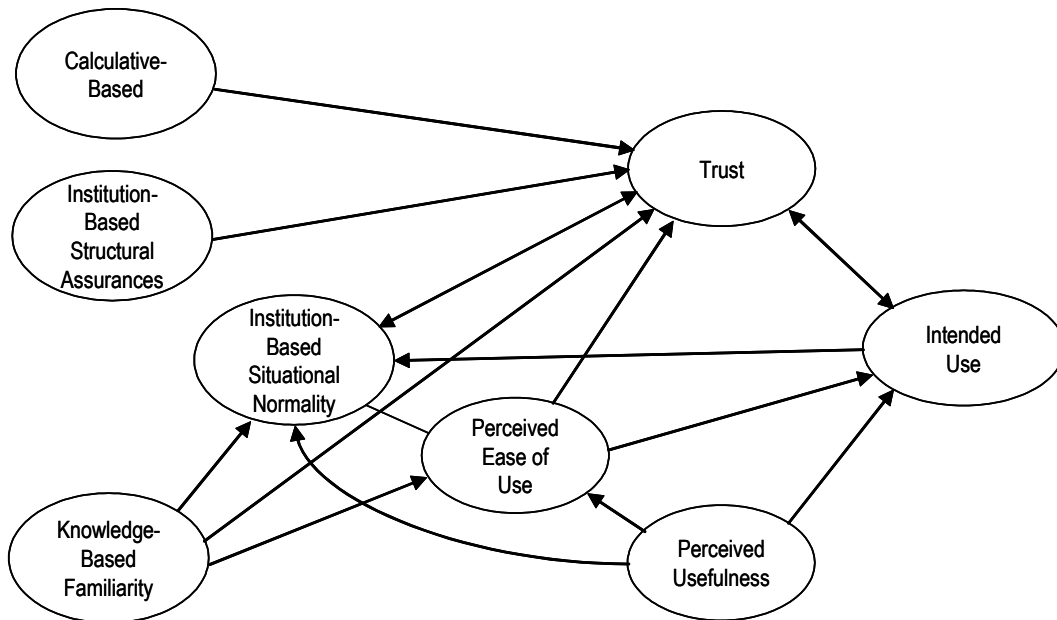 Calculative-
Based
Trust
Institution-
Based
Structural
Assurances
Institution-
Based
Situational
Normality
Intended
Use
Perceived
Ease of
Use
Knowledge-
Based
Familiarity
Perceived
Usefulness